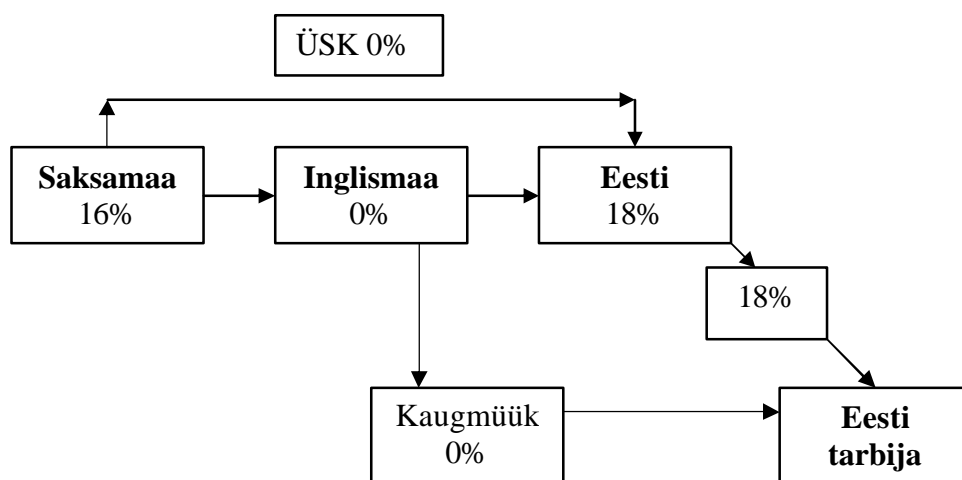 ÜSK 0%
Saksamaa
16%
Inglismaa
0%
Eesti
18%
18%
Kaugmüük
0%
Eesti
tarbija